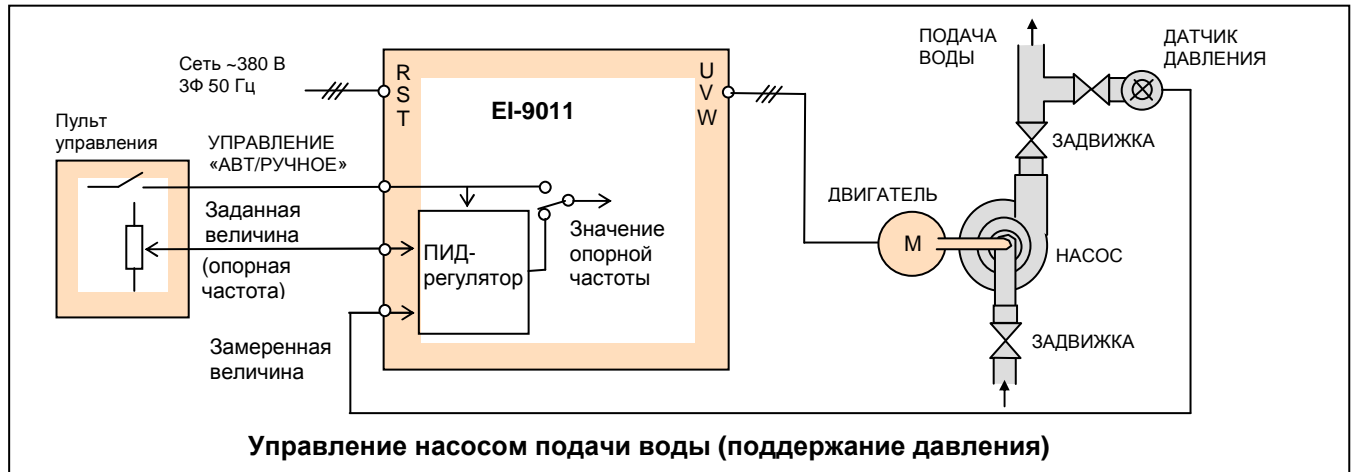 Сеть ~380 В
3Ф 50 Гц
R
S
T
EI-9011
U
V
W
ПОДАЧА
ВОДЫ
ДАТЧИК
ДАВЛЕНИЯ
Пульт
управления
УПРАВЛЕНИЕ
«АВТ/РУЧНОЕ»
ЗАДВИЖКА
Заданная
величина
(опорная
частота)
ПИД-
регулятор
Значение
опорной
частоты
ДВИГАТЕЛЬ
М
НАСОС
Замеренная
величина
ЗАДВИЖКА
Управление насосом подачи воды (поддержание давления)